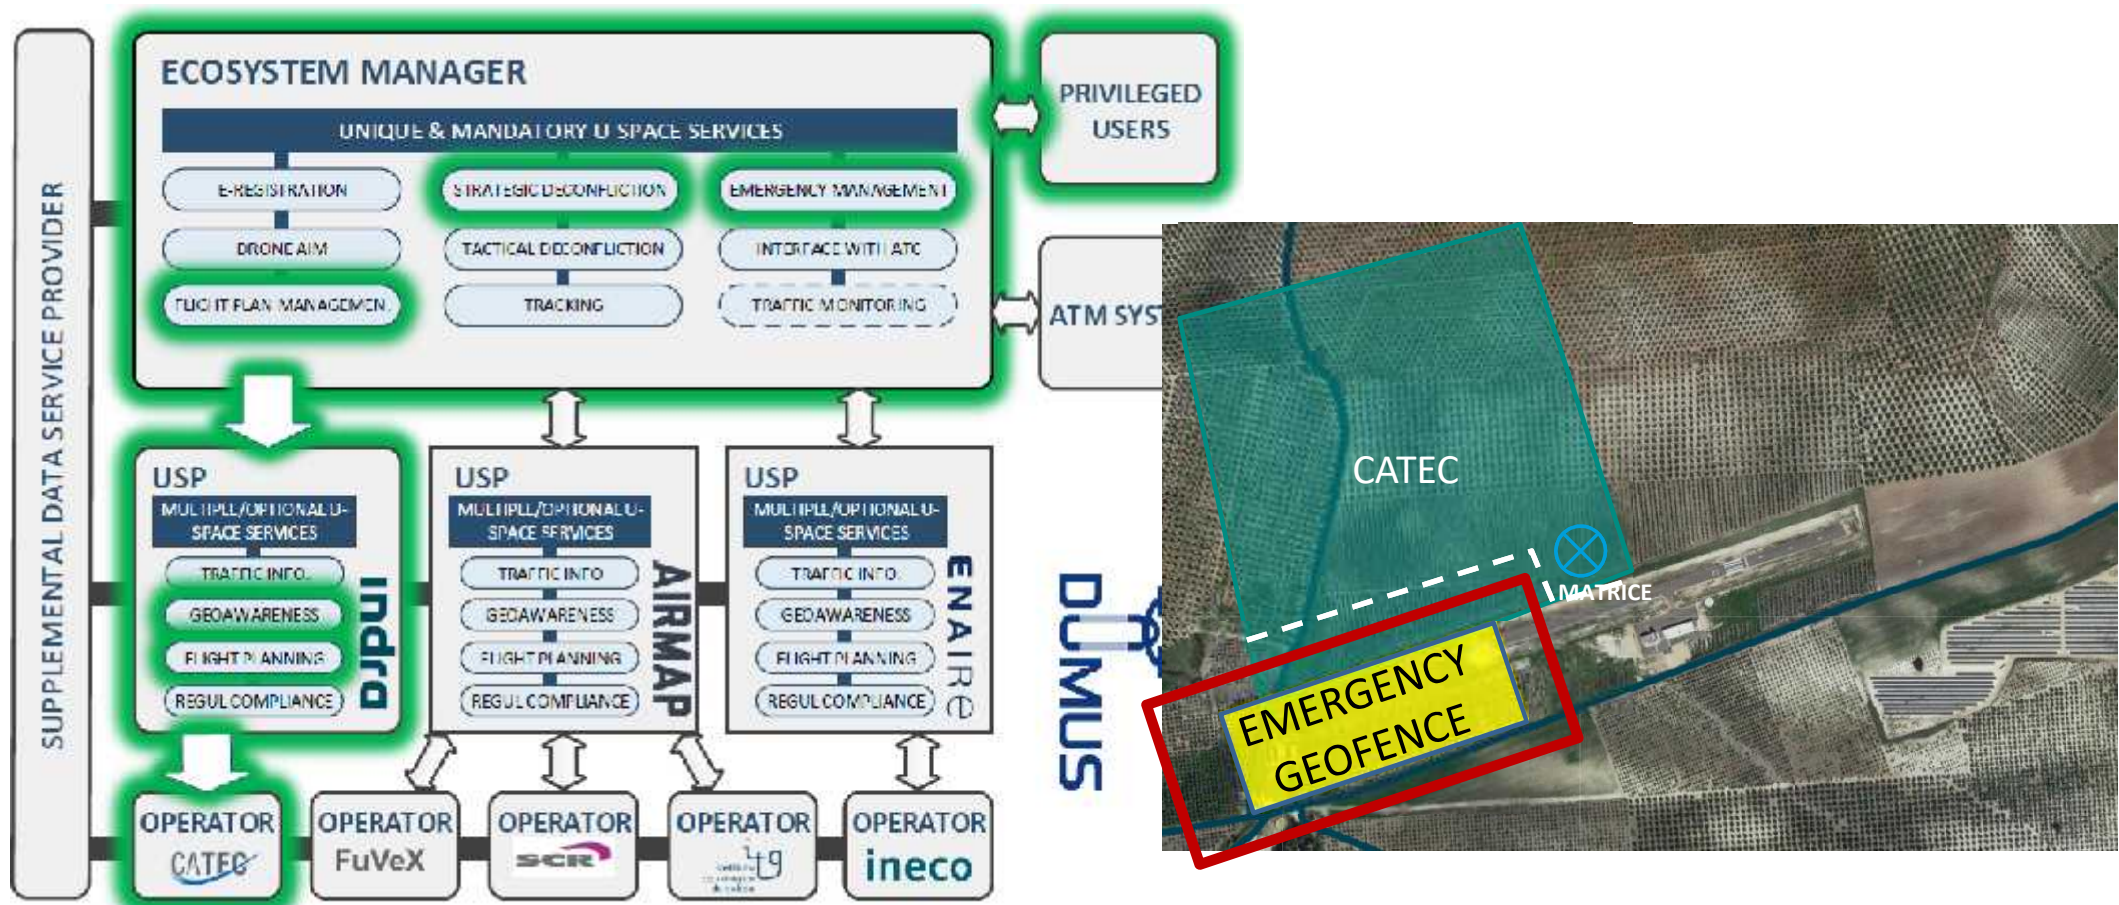 SUPPLEMENTAL DATA SERVICE PROVIDER
ECOSYSTEM MANAGER
UNIQUE & MANDATORY U SPACE SERVICES
E-REGISTRATION
DRONE AIM
FLIGHT PLAN MANAGEMEN
STRATEGIC DECONFLICTION
TACTICAL DECONFLICTION
TRACKING
EMERGENCY MANAGEMENT
INTERFACE WITH ATC
TRAFFIC MONITORING
PRIVILEGED
USERS
ATM SYST
USP
MULTIPLE/OPTIONAL U-
SPACE SERVICES
TRAFFIC INFO.
GEOAWARENESS
FLIGHT PLANNING
REGUL COMPLIANCE
indra
USP
MULTIPLE/OPTIONAL U-
SPACE SERVICES
TRAFFIC INFO
GEOAWARENESS
FLIGHT PLANNING
REGUL COMPLIANCE
AIRMAP
USP
MULTIPLE/OPTIONAL U-
SPACE SERVICES
TRAFFIC INFO.
GEOAWARENESS
FLIGHT PLANNING
REGUL COMPLIANCE
ENAIRE
OPERATOR
CATEC
OPERATOR
FuVeX
OPERATOR
SCR
OPERATOR
itg
OPERATOR
ineco
DOMUS
CATEC
MATRICE
EMERGENCY
GEOFENCE